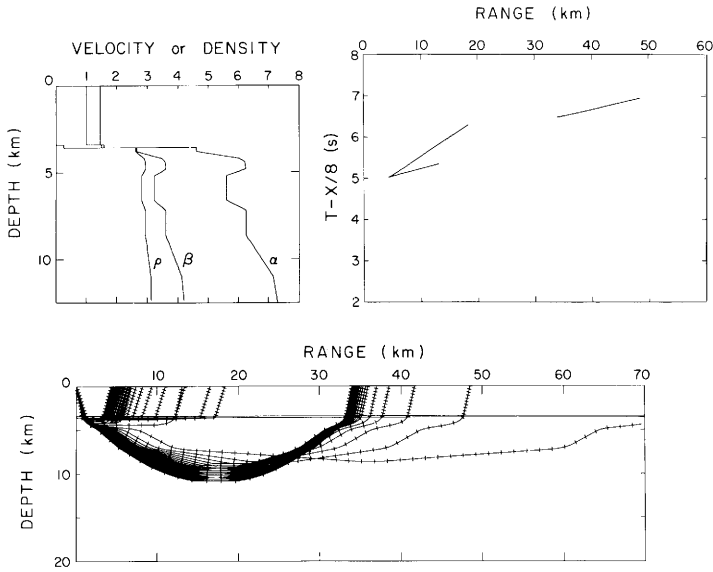 RANGE (km)
0 10 20 30 40 50 60
8
7
6
5
4
3
2
T-X/8 (s)
VELOCITY or DENSITY
0 1 2 3 4 5 6 7 8
5
10
DEPTH (km)
ρ β α
RANGE (km)
0 10 20 30 40 50 60 70
0
10
20
DEPTH (km)